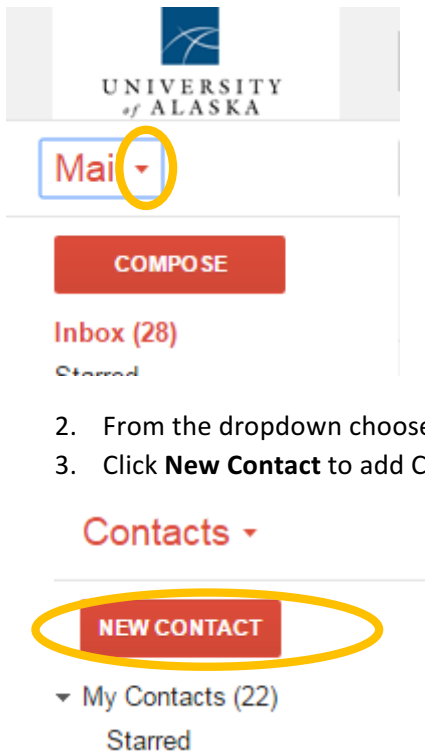 UNIVERSITY
of ALASKA
Mai
COMPOSE
Inbox (28)
Starred
2. From the dropdown choose
3. Click New Contact to add C
Contacts
NEW CONTACT
My Contacts (22)
Starred